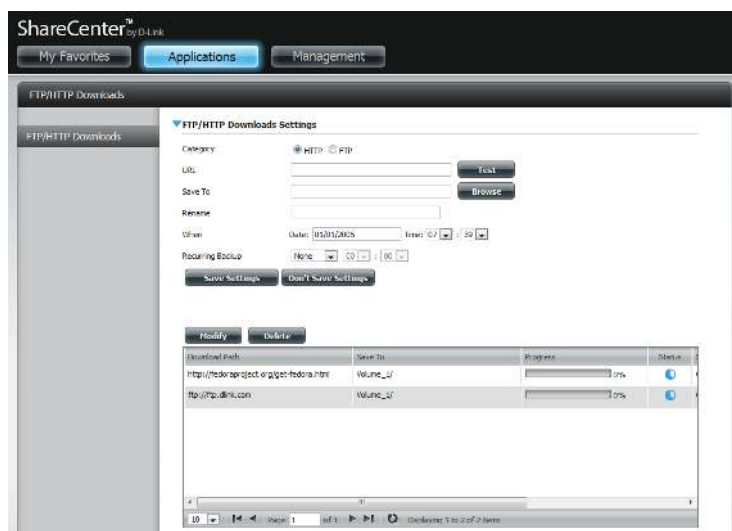 ShareCenter™ by D-Link
My Favorites Applications Management
FTP/HTTP Downloads
FTP/HTTP Downloads
FTP/HTTP Downloads Settings
Category HTTP FTP
URL Test
Save To Browse
Rename
When Date: 01/01/2005 Time: 07 : 39
Recurring Backup None 00 : 00
Save Settings Don't Save Settings
Modify Delete
Download Path Save To Progress Status
http://fedoraproject.org/get-fedora.html Volume_1/ 0%
ftp://ftp.dlink.com Volume_1/ 0%
10 Page 1 of 1 Displaying 1 to 2 of 2 items